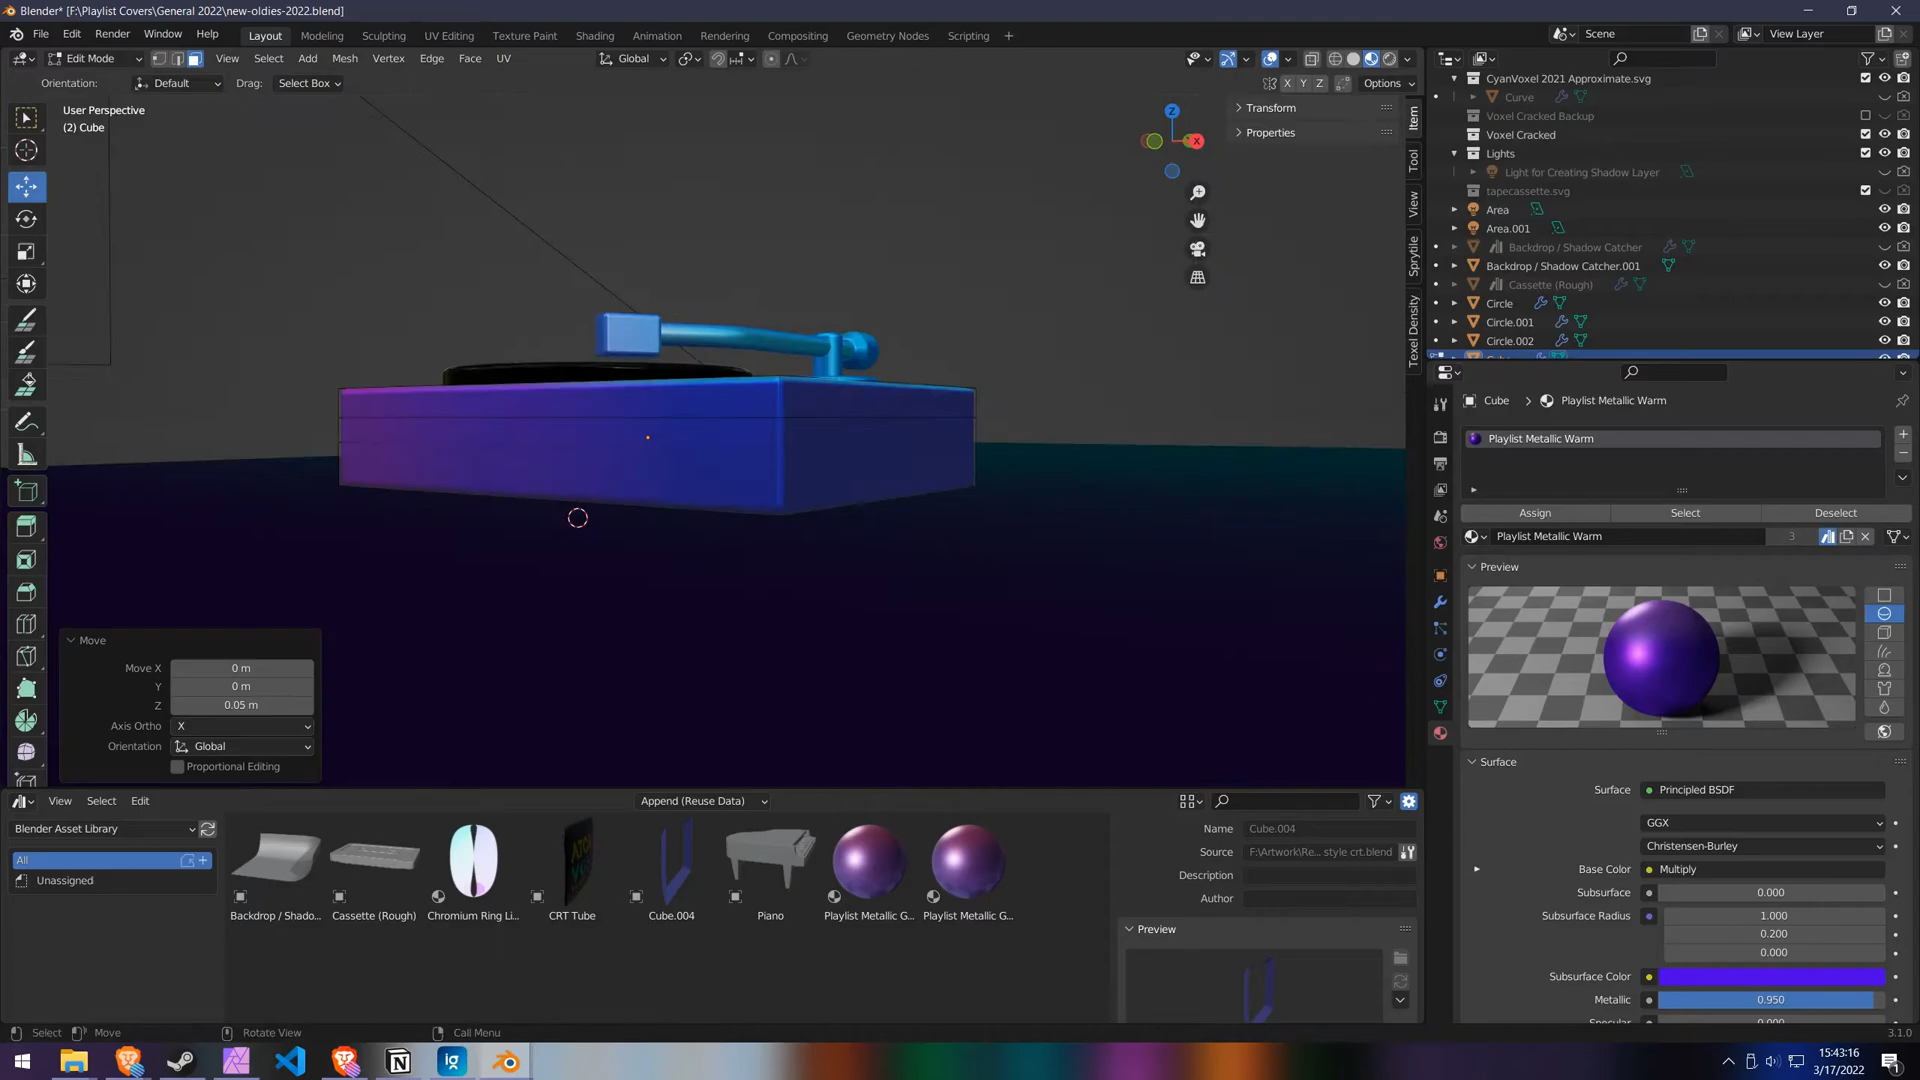 Blender* [F:\Playlist Covers\General 2022\new-oldies-2022.blend]
File Edit Render Window Help Layout Modeling Sculpting UV Editing Texture Paint Shading Animation Rendering Compositing Geometry Nodes Scripting Scene View Layer
Edit Mode View Select Add Mesh Vertex Edge Face UV Global
Orientation: Default Drag: Select Box X Y Z Options
User Perspective
(2) Cube
Z
X
Transform
Properties
Item
Tool
View
Sprytile
Texel Density
Move
Move X 0 m
Y 0 m
Z 0.05 m
Axis Ortho X
Orientation Global
Proportional Editing
CyanVoxel 2021 Approximate.svg
Curve
Voxel Cracked Backup
Voxel Cracked
Lights
Light for Creating Shadow Layer
tapecassette.svg
Area
Area.001
Backdrop / Shadow Catcher
Backdrop / Shadow Catcher.001
Cassette (Rough)
Circle
Circle.001
Circle.002
Cube Playlist Metallic Warm
Playlist Metallic Warm
Assign Select Deselect
Playlist Metallic Warm 3
Preview
Surface
Surface Principled BSDF
GGX
Christensen-Burley
Base Color Multiply
Subsurface 0.000
Subsurface Radius 1.000
0.200
0.000
Subsurface Color
Metallic 0.950
View Select Edit Append (Reuse Data)
Blender Asset Library
All
Unassigned
Backdrop / Shado... Cassette (Rough) Chromium Ring Li... CRT Tube Cube.004 Piano Playlist Metallic G... Playlist Metallic G...
Name Cube.004
Source F:\Artwork\Re... style crt.blend
Description
Author
Preview
Select Move Rotate View Call Menu 3.1.0
15:43:16
3/17/2022
1